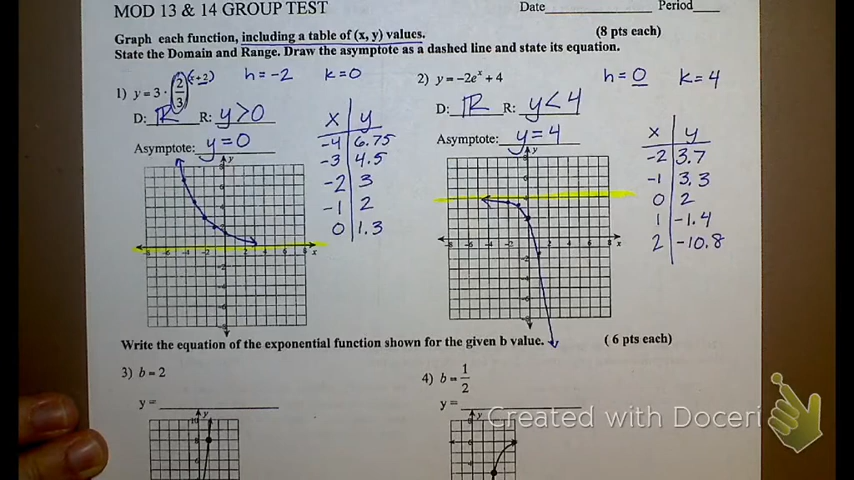 MOD 13 & 14 GROUP TEST Date Period
Graph each function, including a table of (x, y) values. (8 pts each)
State the Domain and Range. Draw the asymptote as a dashed line and state its equation.
1) y = 3 · (2/3)^(x+2) h = -2 k = 0
D: ℝ R: y > 0
Asymptote: y = 0
x | y
-4 | 6.75
-3 | 4.5
-2 | 3
-1 | 2
0 | 1.3
2) y = -2e^x + 4 h = 0 k = 4
D: ℝ R: y < 4
Asymptote: y = 4
x | y
-2 | 3.7
-1 | 3.3
0 | 2
1 | -1.4
2 | -10.8
Write the equation of the exponential function shown for the given b value. ( 6 pts each)
3) b = 2
y =
4) b = 1/2
y =
Created with Doceri